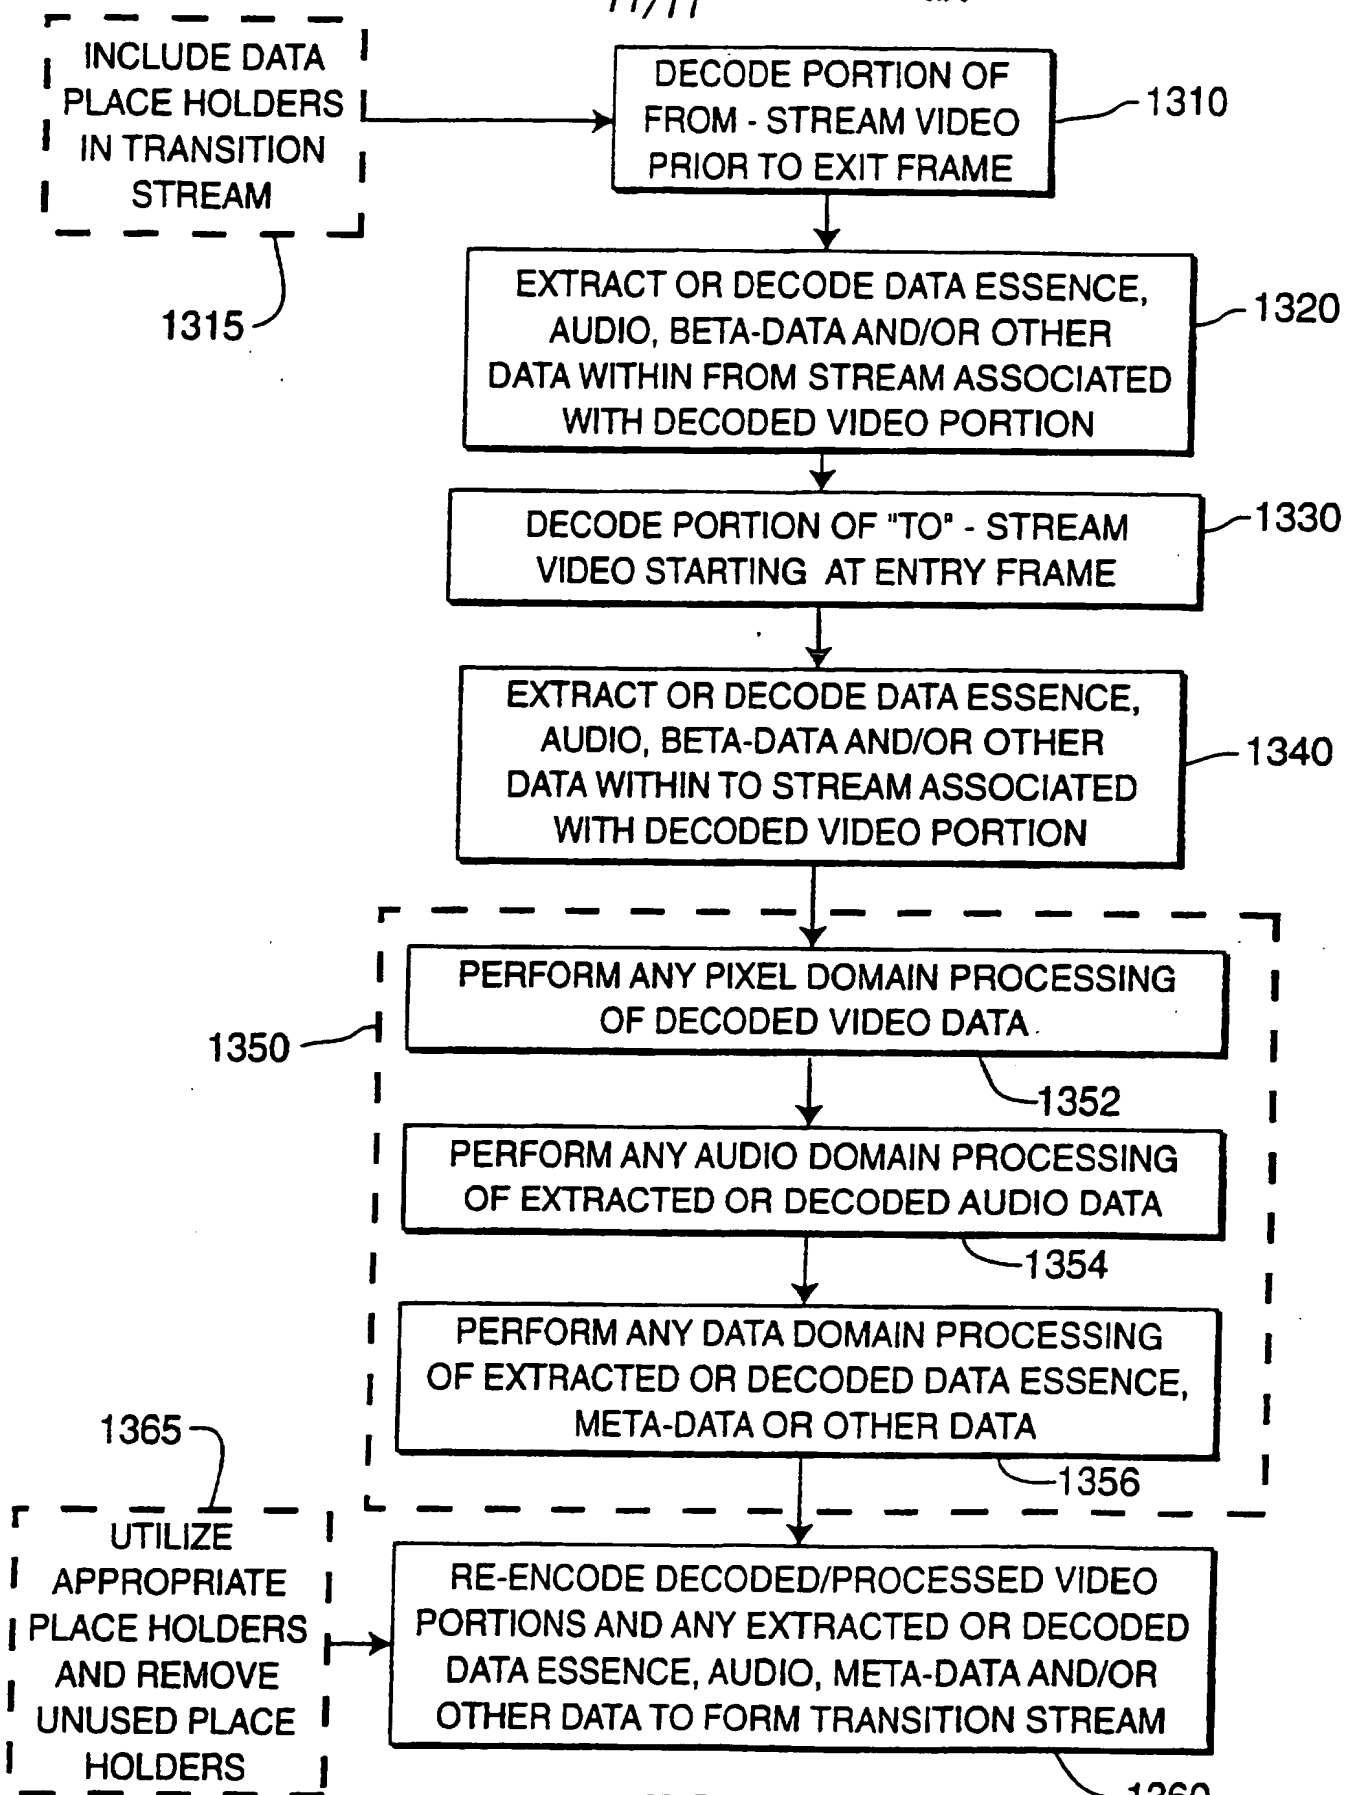 11/11
INCLUDE DATA
PLACE HOLDERS
IN TRANSITION
STREAM
1315
DECODE PORTION OF
FROM - STREAM VIDEO
PRIOR TO EXIT FRAME
1310
EXTRACT OR DECODE DATA ESSENCE,
AUDIO, BETA-DATA AND/OR OTHER
DATA WITHIN FROM STREAM ASSOCIATED
WITH DECODED VIDEO PORTION
1320
DECODE PORTION OF "TO" - STREAM
VIDEO STARTING AT ENTRY FRAME
1330
EXTRACT OR DECODE DATA ESSENCE,
AUDIO, BETA-DATA AND/OR OTHER
DATA WITHIN TO STREAM ASSOCIATED
WITH DECODED VIDEO PORTION
1340
1350
PERFORM ANY PIXEL DOMAIN PROCESSING
OF DECODED VIDEO DATA
1352
PERFORM ANY AUDIO DOMAIN PROCESSING
OF EXTRACTED OR DECODED AUDIO DATA
1354
PERFORM ANY DATA DOMAIN PROCESSING
OF EXTRACTED OR DECODED DATA ESSENCE,
META-DATA OR OTHER DATA
1356
1365
UTILIZE
APPROPRIATE
PLACE HOLDERS
AND REMOVE
UNUSED PLACE
HOLDERS
RE-ENCODE DECODED/PROCESSED VIDEO
PORTIONS AND ANY EXTRACTED OR DECODED
DATA ESSENCE, AUDIO, META-DATA AND/OR
OTHER DATA TO FORM TRANSITION STREAM
1360